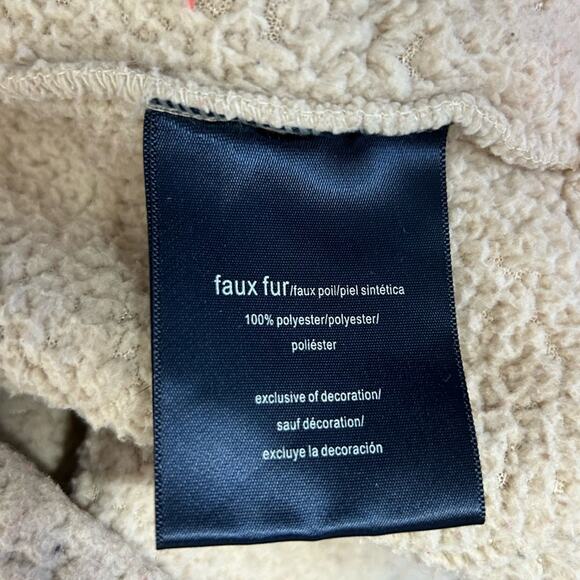 faux fur/faux poil/piel sintética
100% polyester/polyester/
poliéster
exclusive of decoration/
sauf décoration/
excluye la decoración